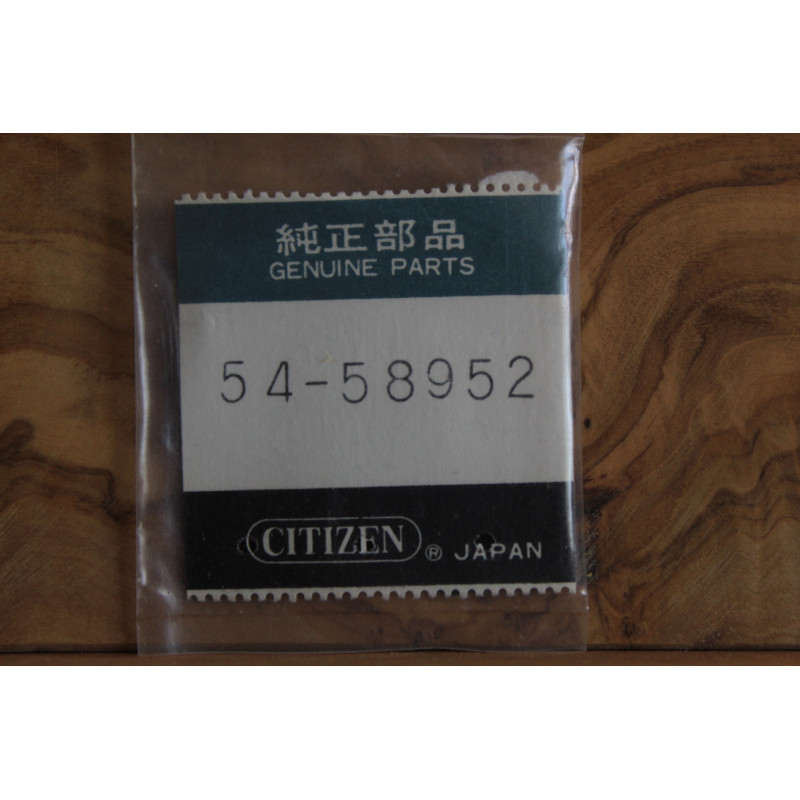 純正部品
GENUINE PARTS
54-58952
CITIZEN ® JAPAN